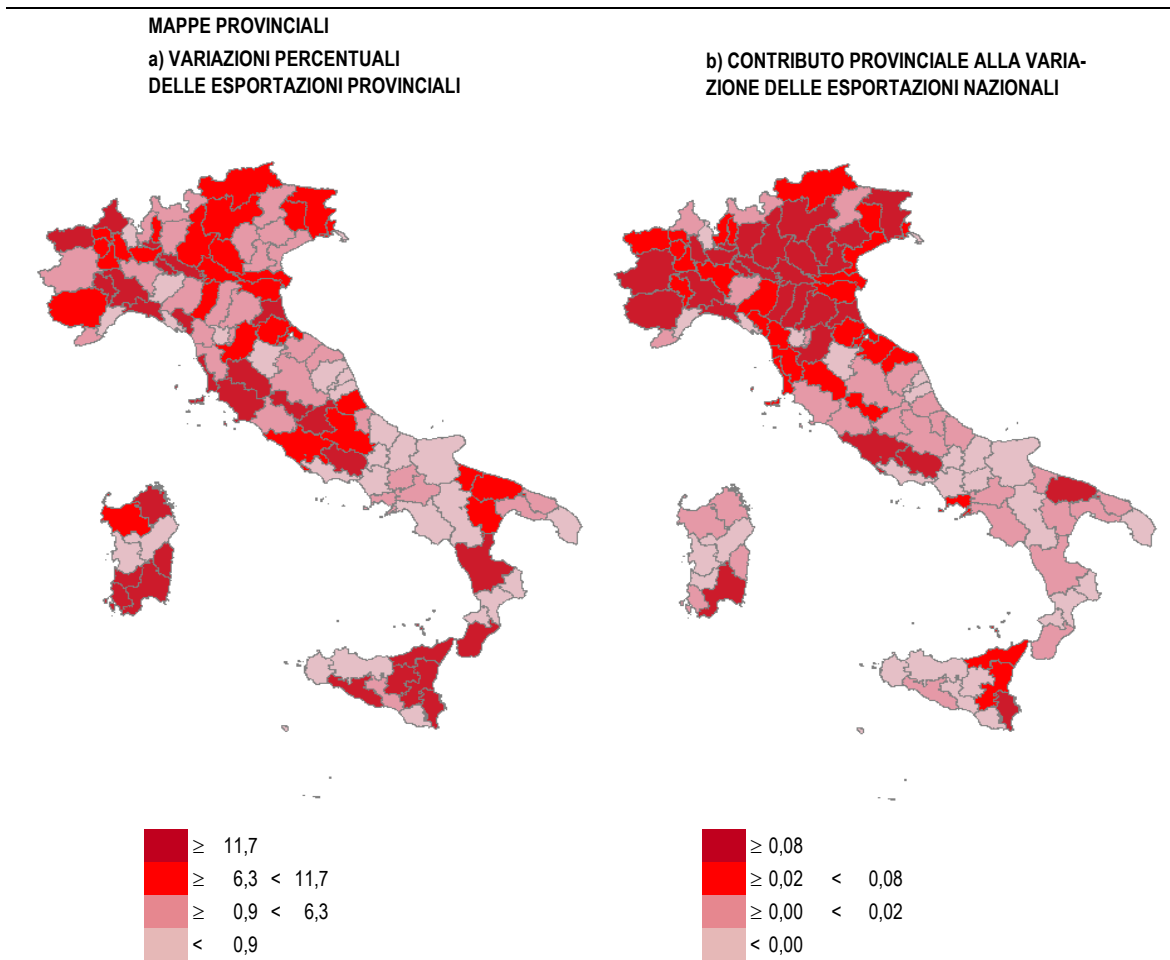 MAPPE PROVINCIALI
a) VARIAZIONI PERCENTUALI
DELLE ESPORTAZIONI PROVINCIALI
b) CONTRIBUTO PROVINCIALE ALLA VARIA-
ZIONE DELLE ESPORTAZIONI NAZIONALI
≥ 11,7
≥ 6,3 < 11,7
≥ 0,9 < 6,3
< 0,9
≥ 0,08
≥ 0,02 < 0,08
≥ 0,00 < 0,02
< 0,00